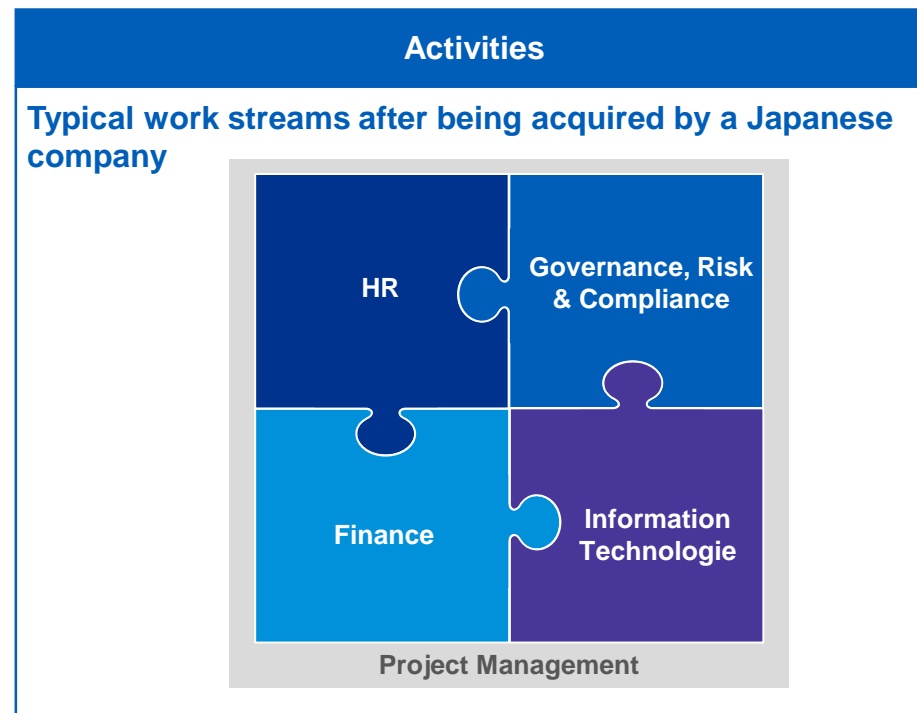 Activities
Typical work streams after being acquired by a Japanese
company
HR
Governance, Risk
& Compliance
Finance
Information
Technologie
Project Management